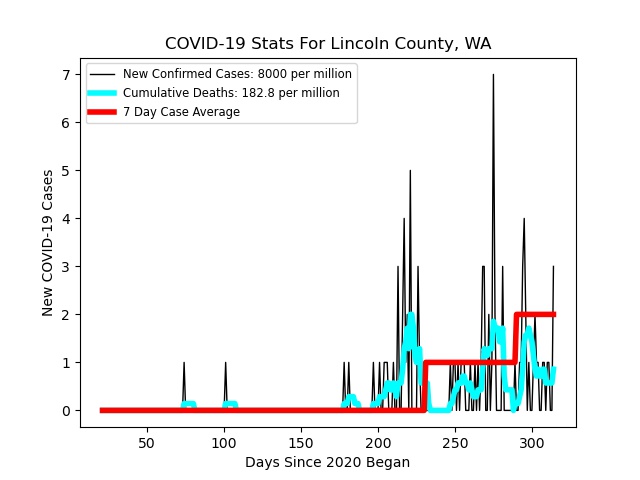 COVID-19 Stats For Lincoln County, WA
New Confirmed Cases: 8000 per million
Cumulative Deaths: 182.8 per million
7 Day Case Average
New COVID-19 Cases
7
6
5
4
3
2
1
0
50 100 150 200 250 300
Days Since 2020 Began